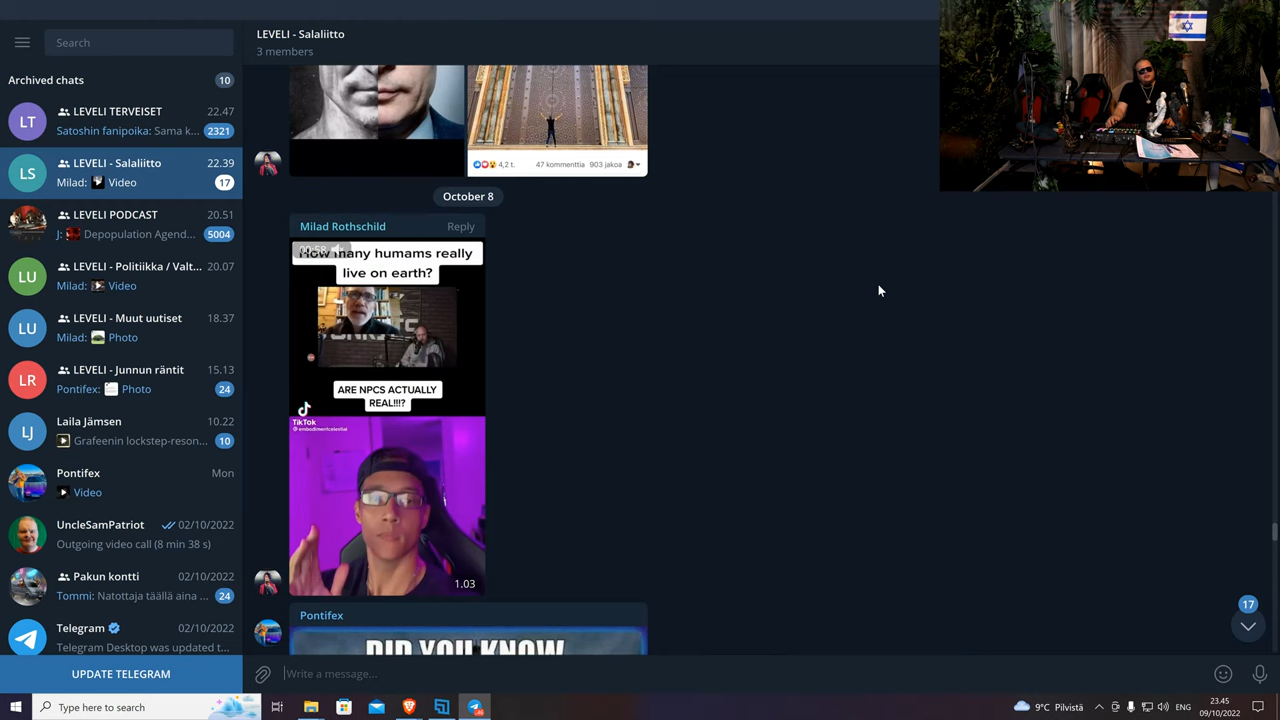 LEVELI - Salaliitto
3 members
Search
Archived chats
10
LT
LEVELI TERVEISET
22.47
Satoshin fanipoika: Sama k...
2321
LS
LEVELI - Salaliitto
22.39
Milad: Video
17
LEVELI PODCAST
20.51
J: Depopulation Agend...
5004
LU
LEVELI - Politiikka / Valt...
20.07
Milad: Video
LU
LEVELI - Muut uutiset
18.37
Milad: Photo
LR
LEVELI - Junnun räntit
15.13
Pontifex: Photo
24
LJ
Laila Jämsen
10.22
Grafeenin lockstep-reson...
10
Pontifex
Mon
Video
UncleSamPatriot
02/10/2022
Outgoing video call (8 min 38 s)
Pakun kontti
02/10/2022
Tommi: Natottaja täällä aina ...
24
Telegram
02/10/2022
Telegram Desktop was updated t...
UPDATE TELEGRAM
4,2 t.
47 kommenttia 903 jakoa
October 8
Milad Rothschild
Reply
00:58
How many humams really
live on earth?
ARE NPCS ACTUALLY
REAL!!!?
TikTok
@embodimentcelestial
1.03
Pontifex
DID YOU KNOW
17
Write a message...
Type here to search
9°C Pilvistä
23.45
09/10/2022